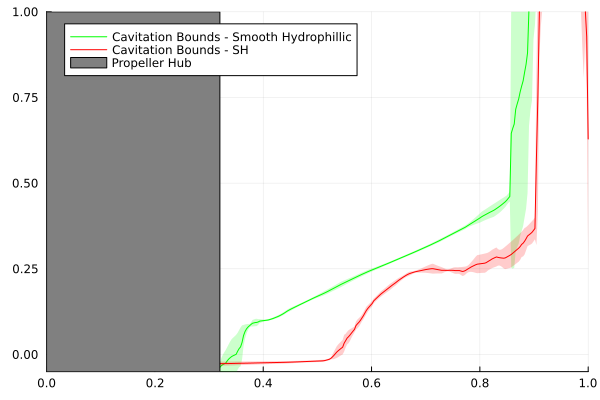 Cavitation Bounds - Smooth Hydrophillic
Cavitation Bounds - SH
Propeller Hub
1.00
0.75
0.50
0.25
0.00
0.0 0.2 0.4 0.6 0.8 1.0